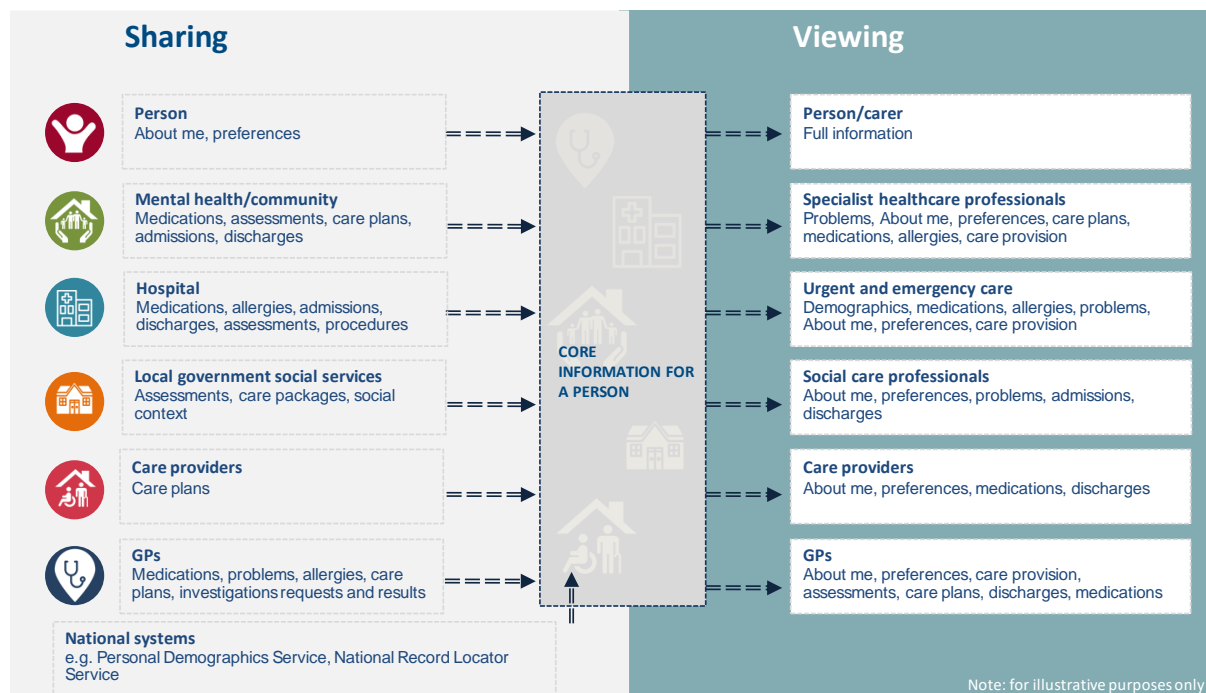 Sharing
Person
About me, preferences
Mental health/community
Medications, assessments, care plans,
admissions, discharges
Hospital
Medications, allergies, admissions,
discharges, assessments, procedures
Local government social services
Assessments, care packages, social
context
Care providers
Care plans
GPs
Medications, problems, allergies, care
plans, investigations requests and results
National systems
e.g. Personal Demographics Service, National Record Locator
Service
CORE
INFORMATION FOR
A PERSON
Viewing
Person/carer
Full information
Specialist healthcare professionals
Problems, About me, preferences, care plans,
medications, allergies, care provision
Urgent and emergency care
Demographics, medications, allergies, problems,
About me, preferences, care provision
Social care professionals
About me, preferences, problems, admissions,
discharges
Care providers
About me, preferences, medications, discharges
GPs
About me, preferences, care provision,
assessments, care plans, discharges, medications
Note: for illustrative purposes only